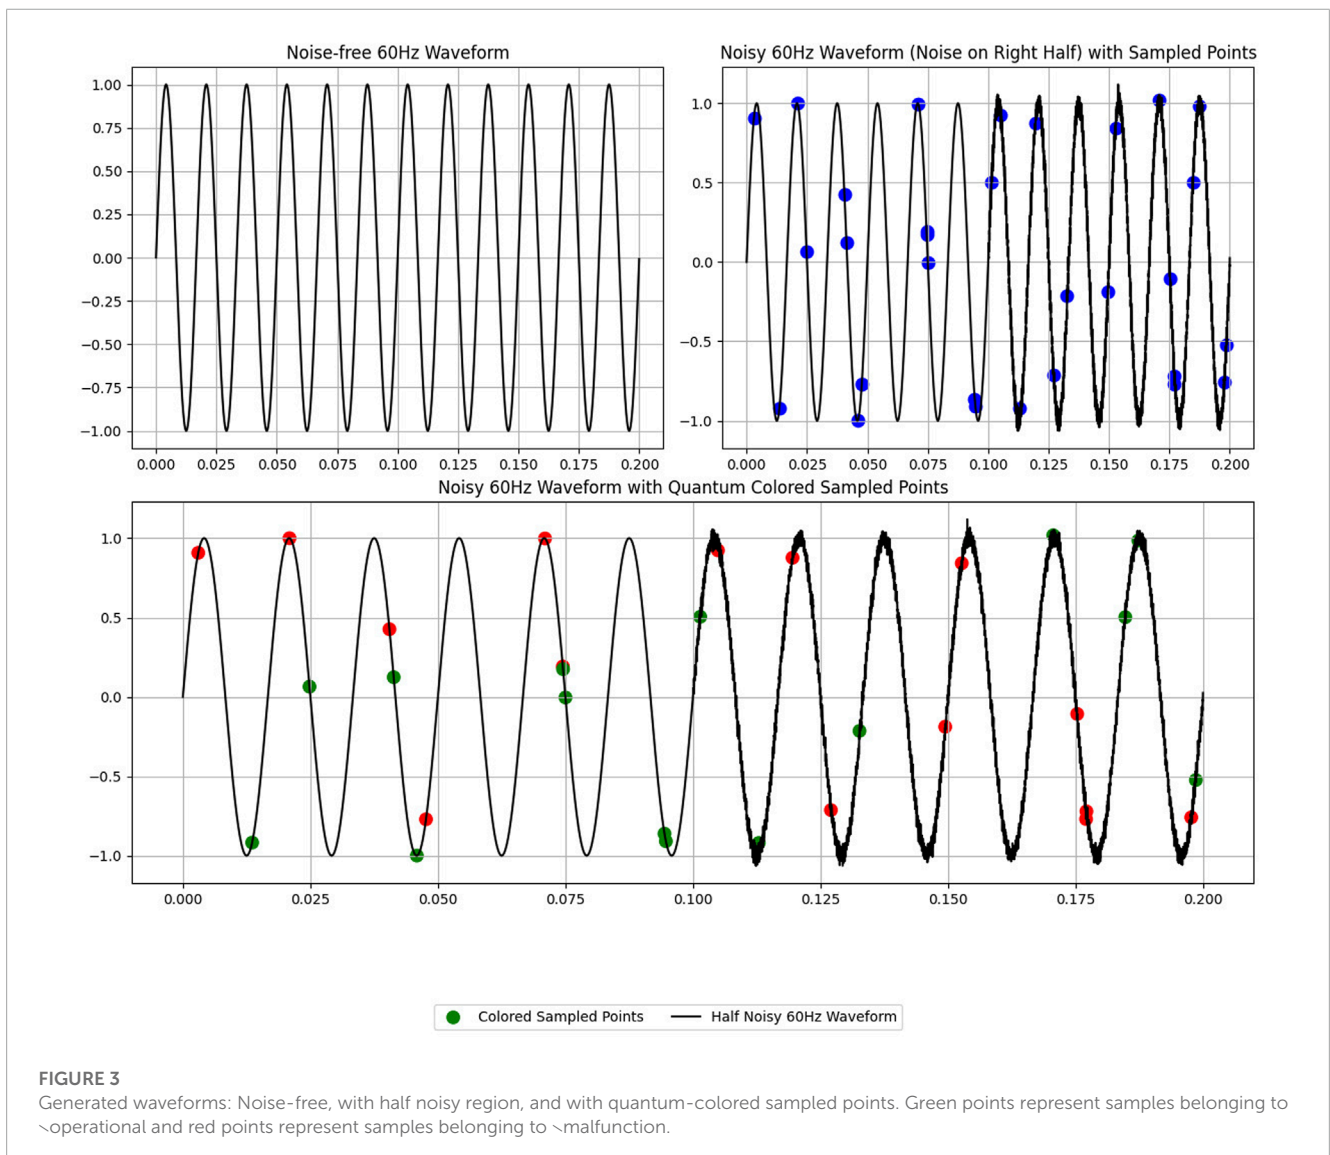 Noise-free 60Hz Waveform
1.00
0.75
0.50
0.25
0.00
−0.25
−0.50
−0.75
−1.00
0.000 0.025 0.050 0.075 0.100 0.125 0.150 0.175 0.200
Noisy 60Hz Waveform (Noise on Right Half) with Sampled Points
1.0
0.5
0.0
−0.5
−1.0
0.000 0.025 0.050 0.075 0.100 0.125 0.150 0.175 0.200
Noisy 60Hz Waveform with Quantum Colored Sampled Points
1.0
0.5
0.0
−0.5
−1.0
0.000 0.025 0.050 0.075 0.100 0.125 0.150 0.175 0.200
Colored Sampled Points Half Noisy 60Hz Waveform
FIGURE 3
Generated waveforms: Noise-free, with half noisy region, and with quantum-colored sampled points. Green points represent samples belonging to
⸌operational and red points represent samples belonging to ⸌malfunction.